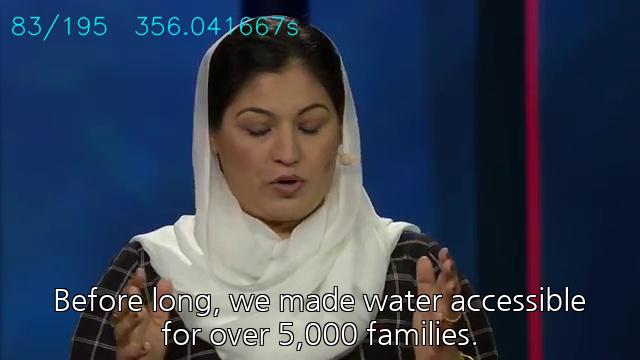 83/195 356.041667s
Before long, we made water accessible
for over 5,000 families.